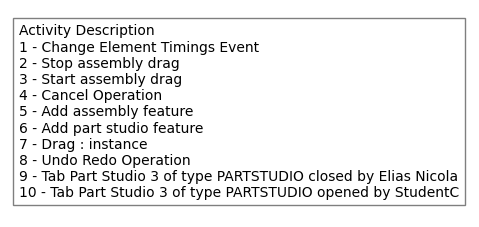 Activity Description
1 - Change Element Timings Event
2 - Stop assembly drag
3 - Start assembly drag
4 - Cancel Operation
5 - Add assembly feature
6 - Add part studio feature
7 - Drag : instance
8 - Undo Redo Operation
9 - Tab Part Studio 3 of type PARTSTUDIO closed by Elias Nicola
10 - Tab Part Studio 3 of type PARTSTUDIO opened by StudentC